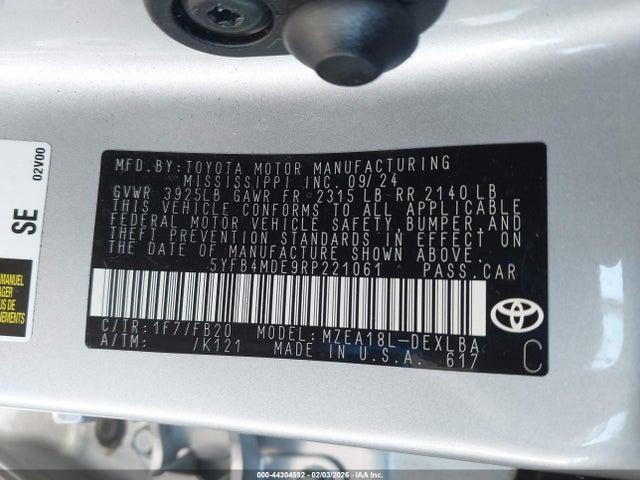 MFD.BY:TOYOTA MOTOR MANUFACTURING
MISSISSIPPI INC. 09/24
GVWR 3925LB GAWR FR 2315 LB RR 2140 LB
THIS VEHICLE CONFORMS TO ALL APPLICABLE
FEDERAL MOTOR VEHICLE SAFETY,BUMPER,AND
THEFT PREVENTION STANDARDS IN EFFECT ON
THE DATE OF MANUFACTURE SHOWN ABOVE.
5YFB4MDE9RP221061 PASS.CAR
C/TR:1F7/FB20 MODEL:MZEA18L-DEXLBA
A/TM: /K121 MADE IN U.S.A. 617
C
02V00
SE
MANUEL
EMENTS
000-44304592 - 02/03/2026 - IAA Inc.